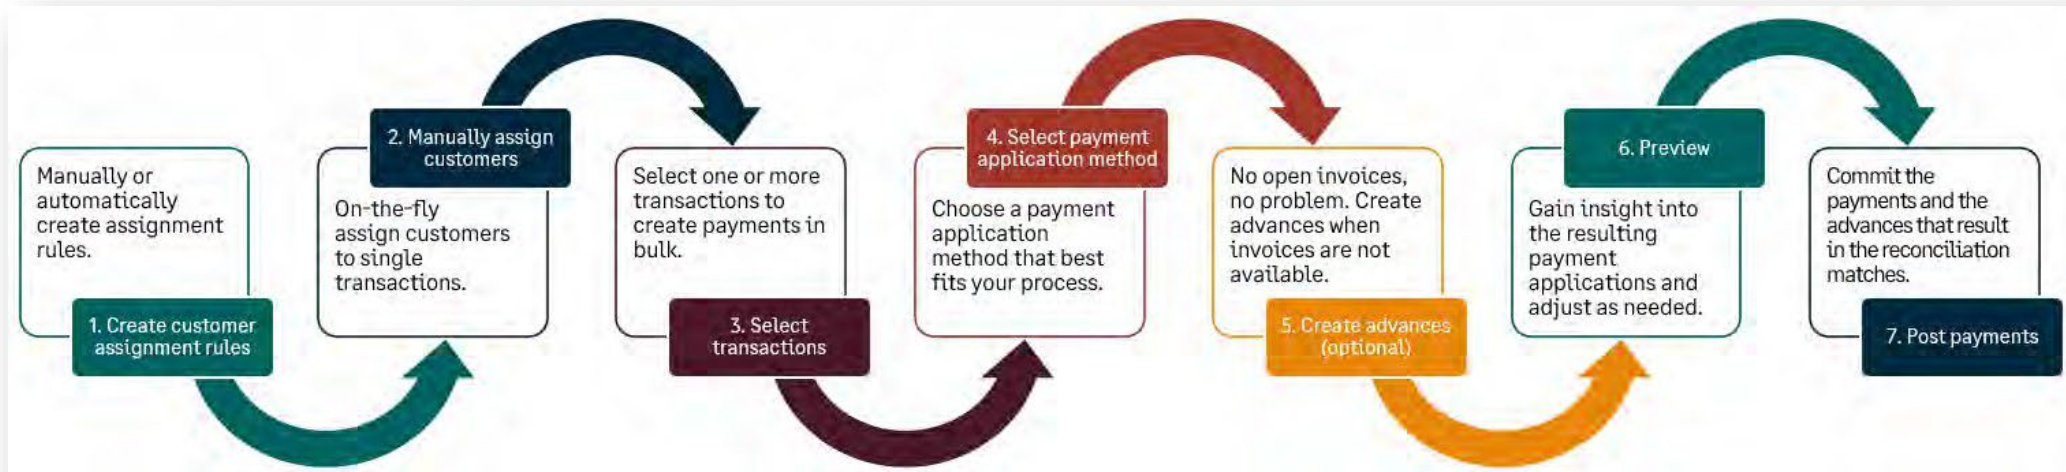 Manually or
automatically
create assignment
rules.
1. Create customer
assignment rules
2. Manually assign
customers
On-the-fly
assign customers
to single
transactions.
Select one or more
transactions to
create payments in
bulk.
3. Select
transactions
4. Select payment
application method
Choose a payment
application
method that best
fits your process.
No open invoices,
no problem. Create
advances when
invoices are not
available.
5. Create advances
(optional)
6. Preview
Gain insight into
the resulting
payment
applications and
adjust as needed.
Commit the
payments and the
advances that result
in the reconciliation
matches.
7. Post payments